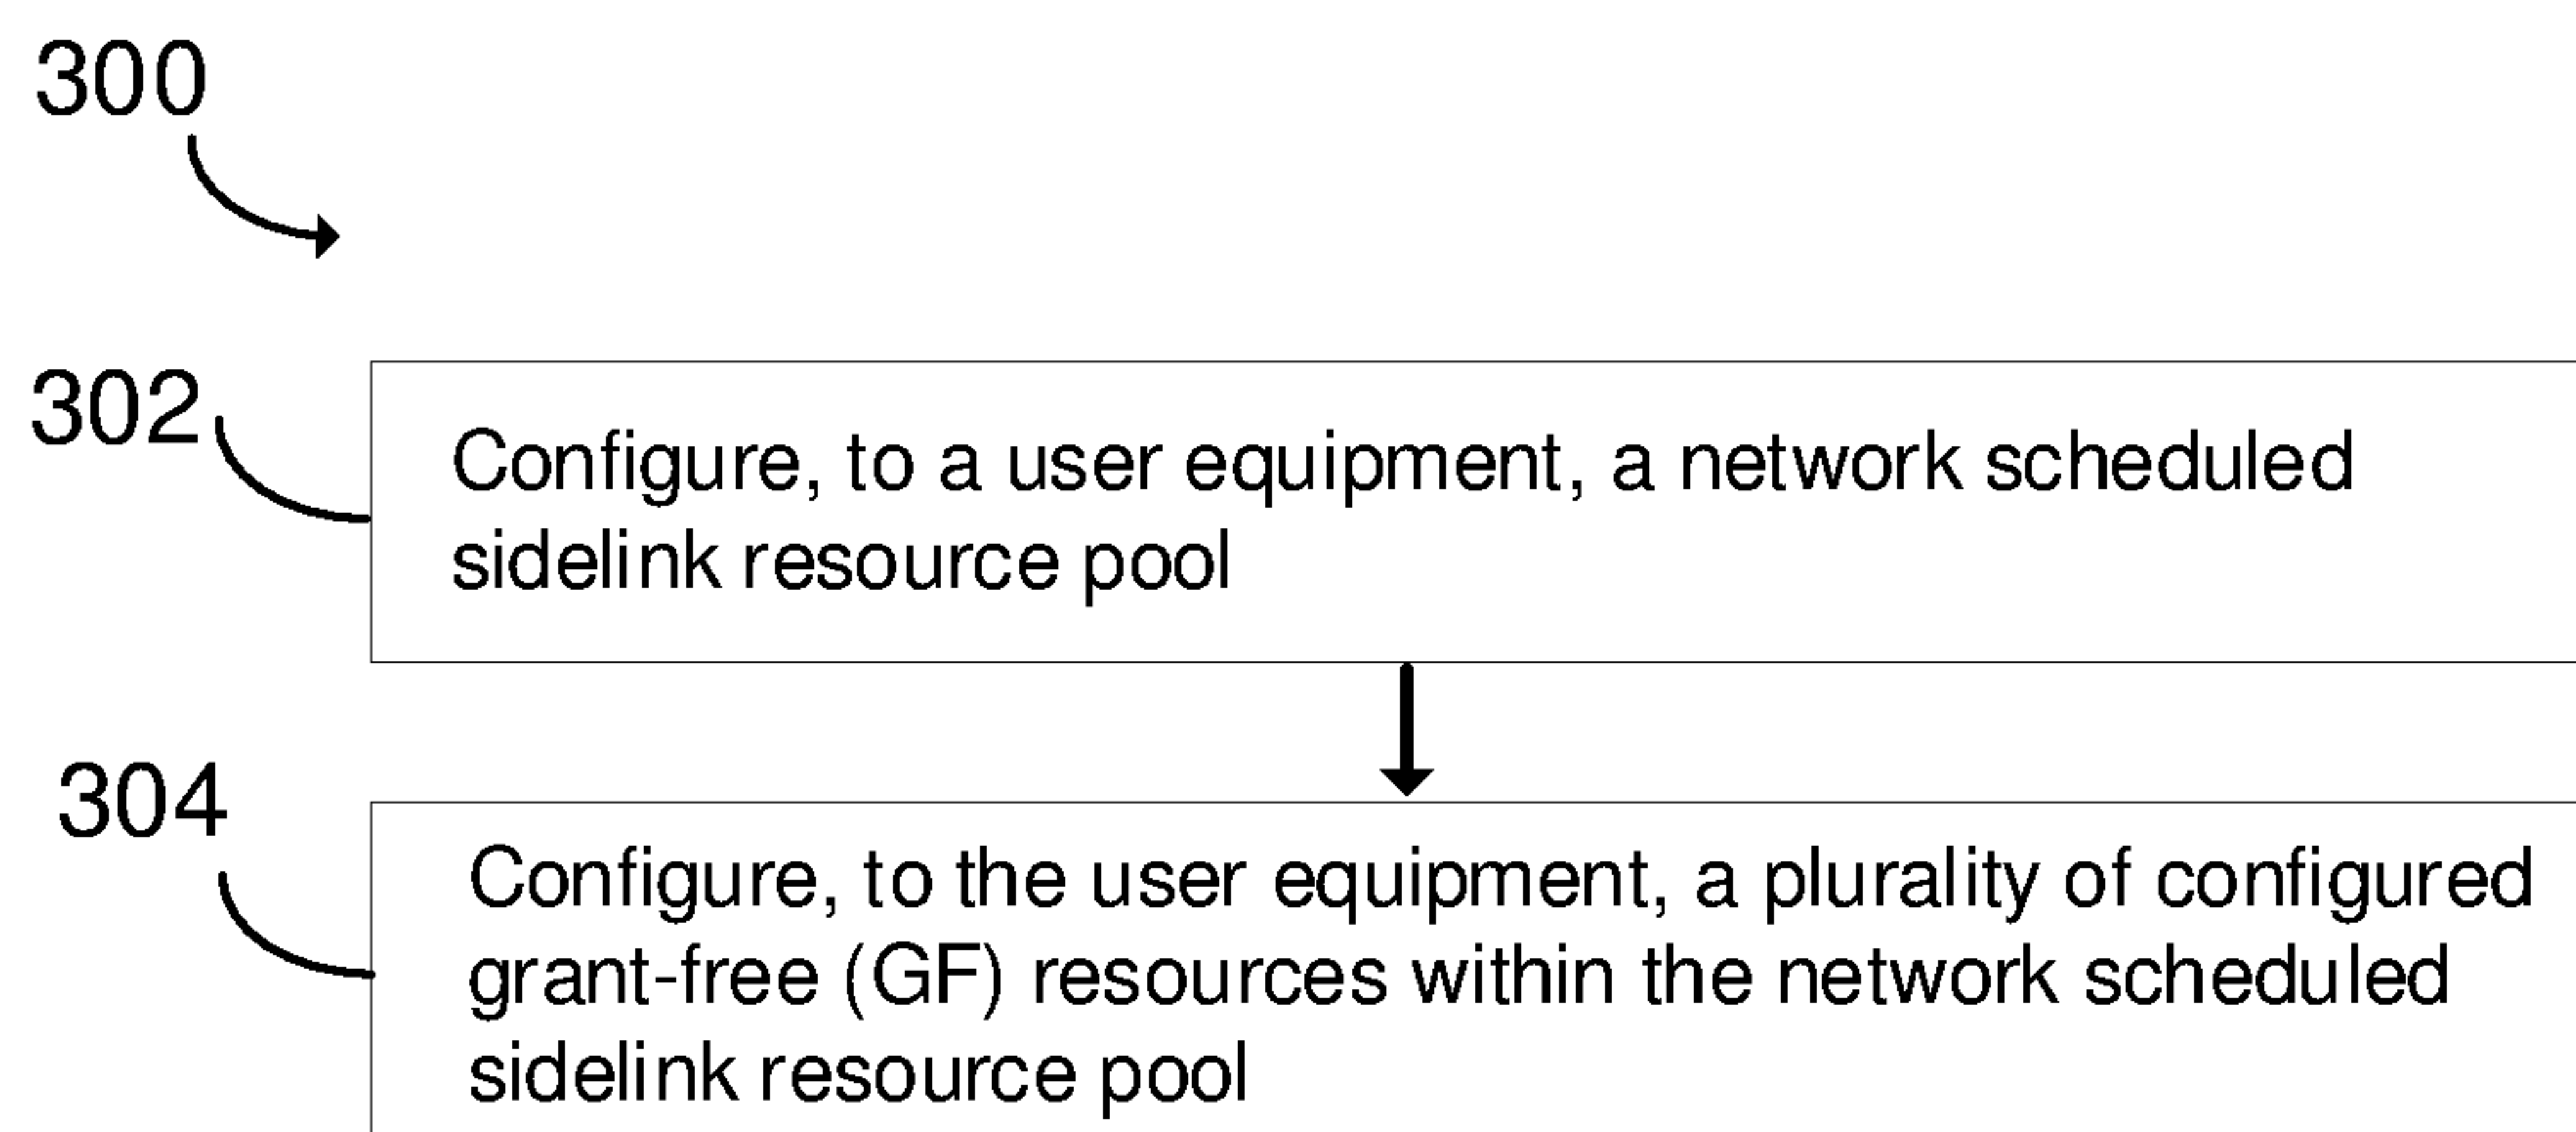 300
302
Configure, to a user equipment, a network scheduled
sidelink resource pool
304
Configure, to the user equipment, a plurality of configured
grant-free (GF) resources within the network scheduled
sidelink resource pool